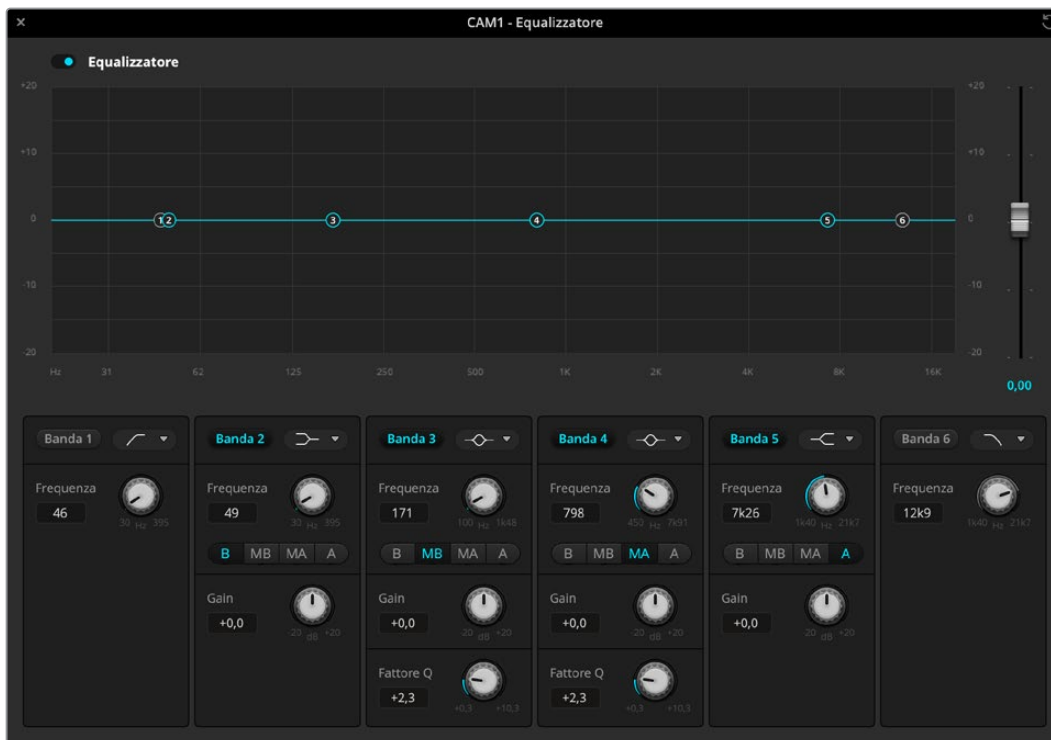 × CAM1 - Equalizzatore
Equalizzatore
+20 +20
+10 +10
0 1 2 3 4 5 6 0
-10 -10
-20 -20
Hz 31 62 125 250 500 1K 2K 4K 8K 16K
0,00
Banda 1 Banda 2 Banda 3 Banda 4 Banda 5 Banda 6
Frequenza Frequenza Frequenza Frequenza Frequenza Frequenza
46 49 171 798 7k26 12k9
30 Hz 395 30 Hz 395 100 Hz 1k48 450 Hz 7k91 1k40 Hz 21k7 1k40 Hz 21k7
B MB MA A B MB MA A B MB MA A B MB MA A
Gain Gain Gain Gain
+0,0 +0,0 +0,0 +0,0
-20 dB +20 -20 dB +20 -20 dB +20 -20 dB +20
Fattore Q Fattore Q
+2,3 +2,3
+0,3 +10,3 +0,3 +10,3